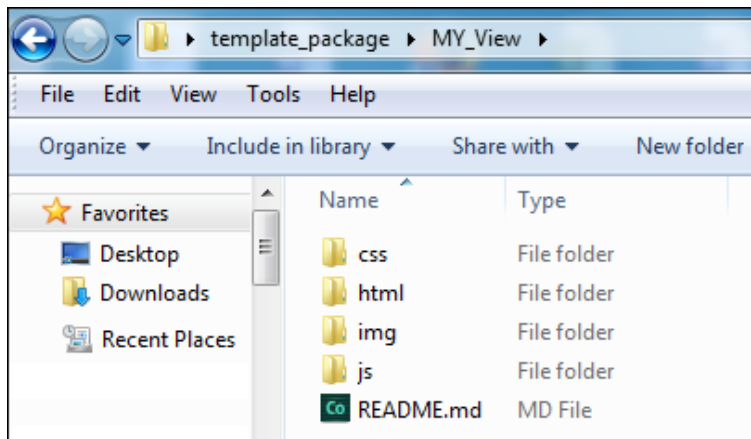 template_package MY_View
File Edit View Tools Help
Organize Include in library Share with New folder
Favorites
Desktop
Downloads
Recent Places
Name Type
css File folder
html File folder
img File folder
js File folder
Co README.md MD File